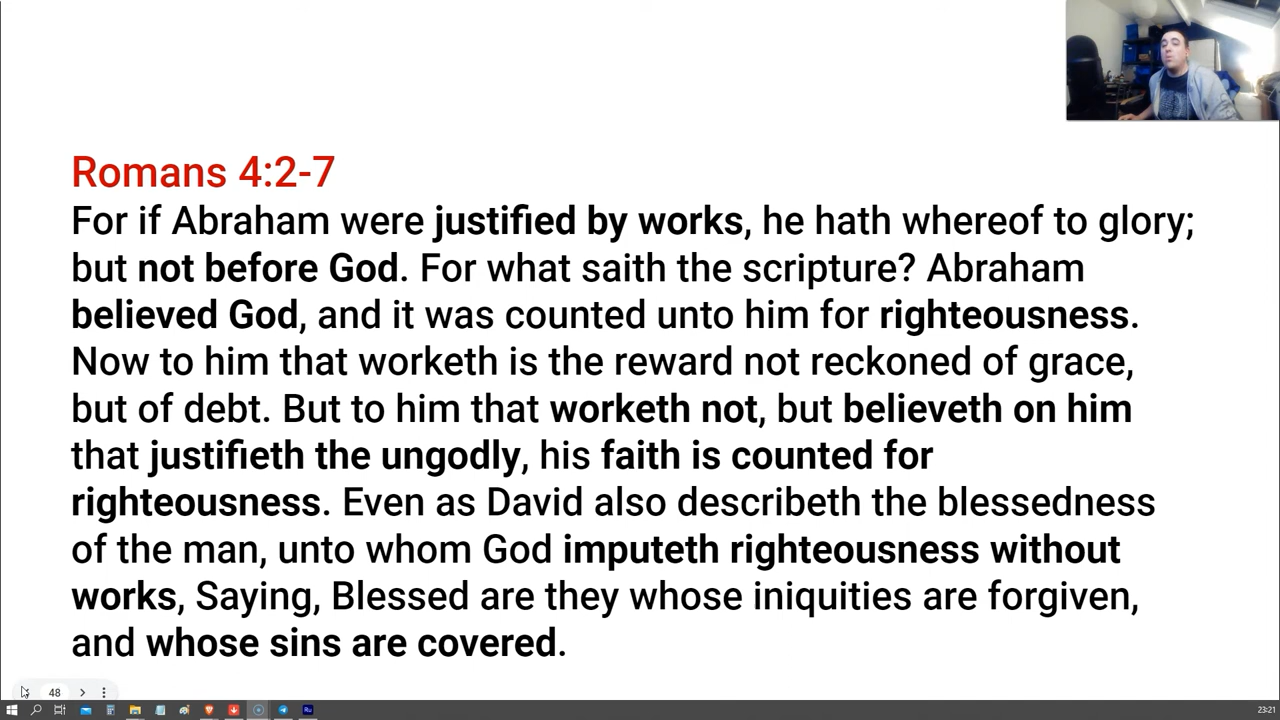 Romans 4:2-7
For if Abraham were justified by works, he hath whereof to glory;
but not before God. For what saith the scripture? Abraham
believed God, and it was counted unto him for righteousness.
Now to him that worketh is the reward not reckoned of grace,
but of debt. But to him that worketh not, but believeth on him
that justifieth the ungodly, his faith is counted for
righteousness. Even as David also describeth the blessedness
of the man, unto whom God imputeth righteousness without
works, Saying, Blessed are they whose iniquities are forgiven,
and whose sins are covered.
48
Ru
23:21